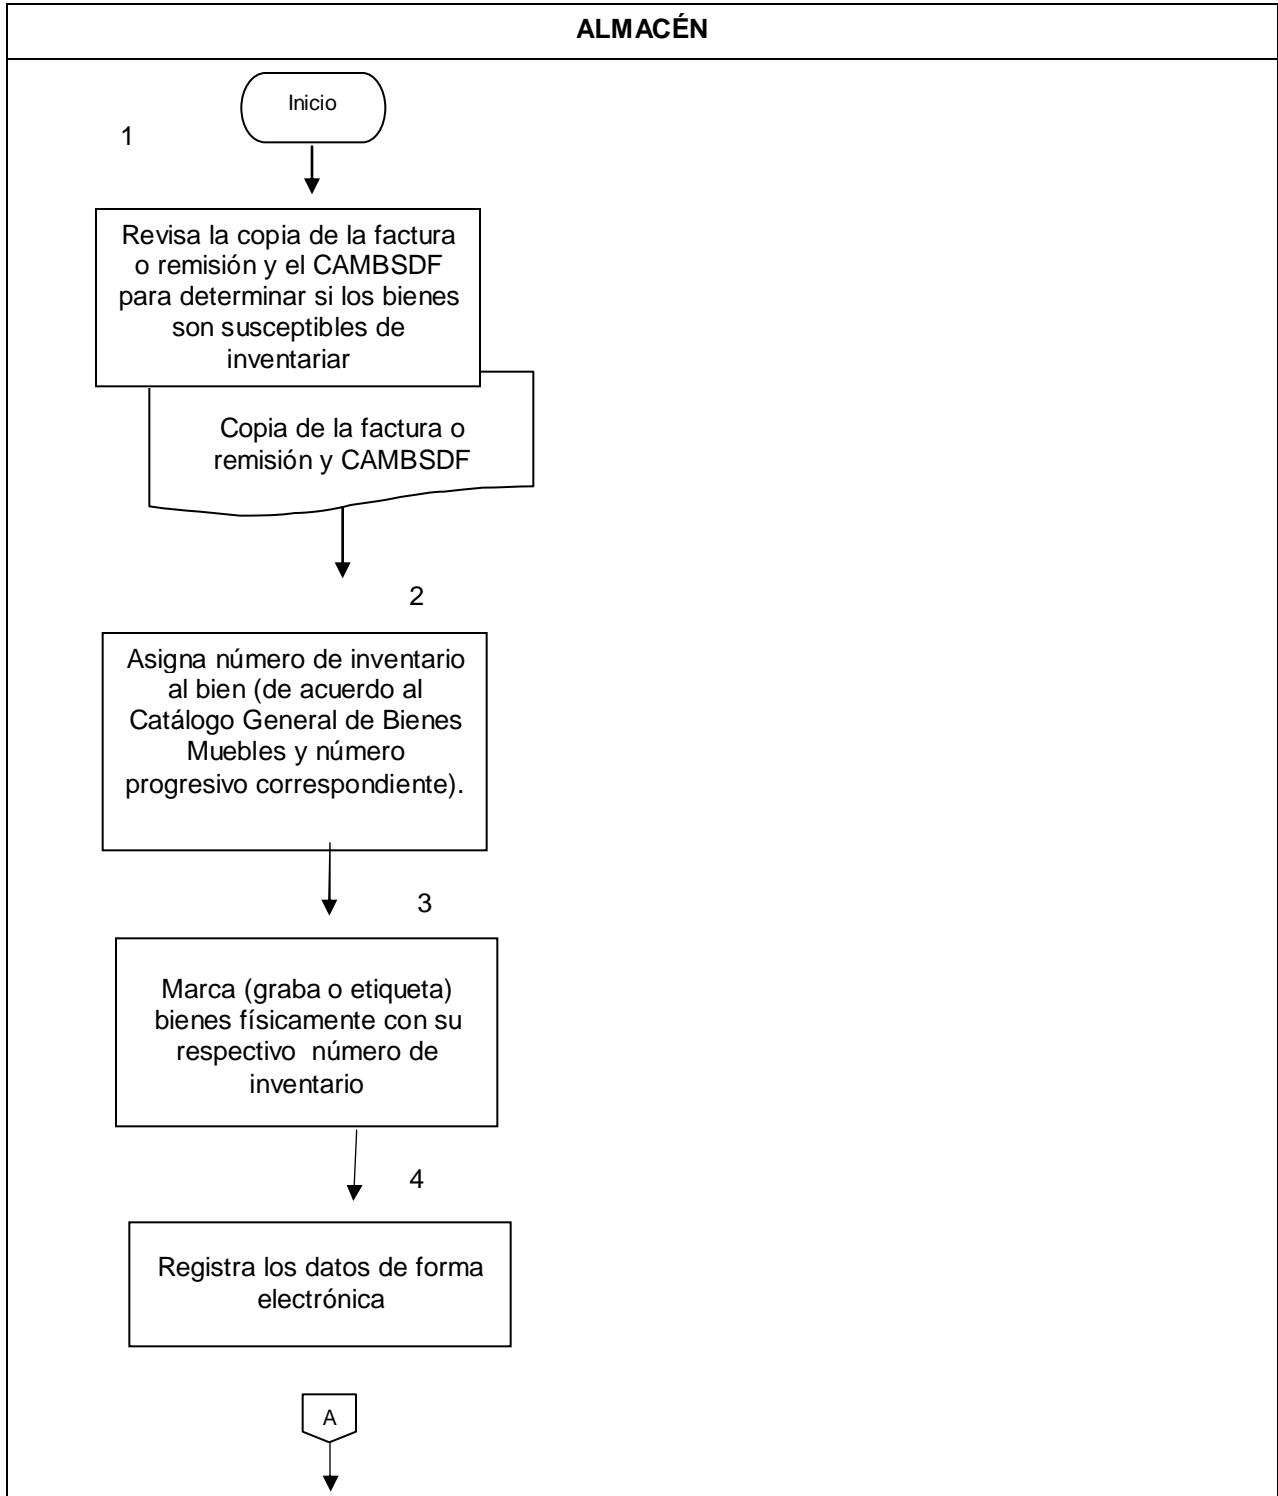 ALMACÉN
Inicio
1
Revisa la copia de la factura
o remisión y el CAMBSDF
para determinar si los bienes
son susceptibles de
inventariar
Copia de la factura o
remisión y CAMBSDF
2
Asigna número de inventario
al bien (de acuerdo al
Catálogo General de Bienes
Muebles y número
progresivo correspondiente).
3
Marca (graba o etiqueta)
bienes físicamente con su
respectivo número de
inventario
4
Registra los datos de forma
electrónica
A